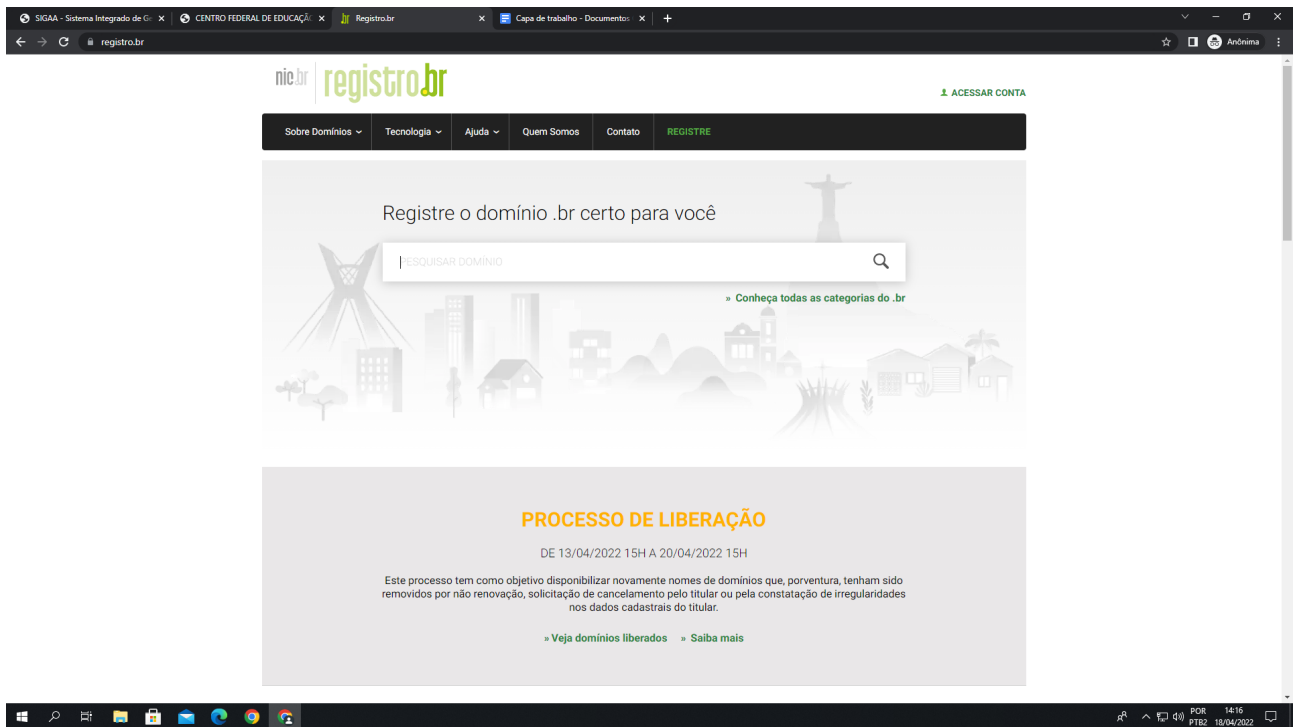 SIGAA - Sistema Integrado de Ge
CENTRO FEDERAL DE EDUCAÇÃO
Registro.br
Capa de trabalho - Documentos
registro.br
Anônima
nic.br registro.br
ACESSAR CONTA
Sobre Domínios Tecnologia Ajuda Quem Somos Contato REGISTRE
Registre o domínio .br certo para você
PESQUISAR DOMÍNIO
» Conheça todas as categorias do .br
PROCESSO DE LIBERAÇÃO
DE 13/04/2022 15H A 20/04/2022 15H
Este processo tem como objetivo disponibilizar novamente nomes de domínios que, porventura, tenham sido
removidos por não renovação, solicitação de cancelamento pelo titular ou pela constatação de irregularidades
nos dados cadastrais do titular.
» Veja domínios liberados » Saiba mais
POR 14:16
PTB2 18/04/2022